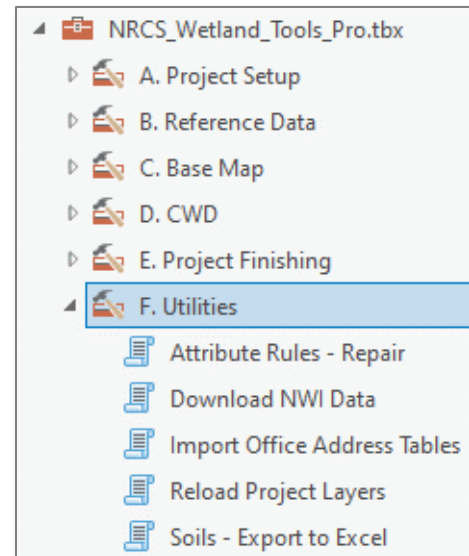 NRCS_Wetland_Tools_Pro.tbx
A. Project Setup
B. Reference Data
C. Base Map
D. CWD
E. Project Finishing
F. Utilities
Attribute Rules - Repair
Download NWI Data
Import Office Address Tables
Reload Project Layers
Soils - Export to Excel